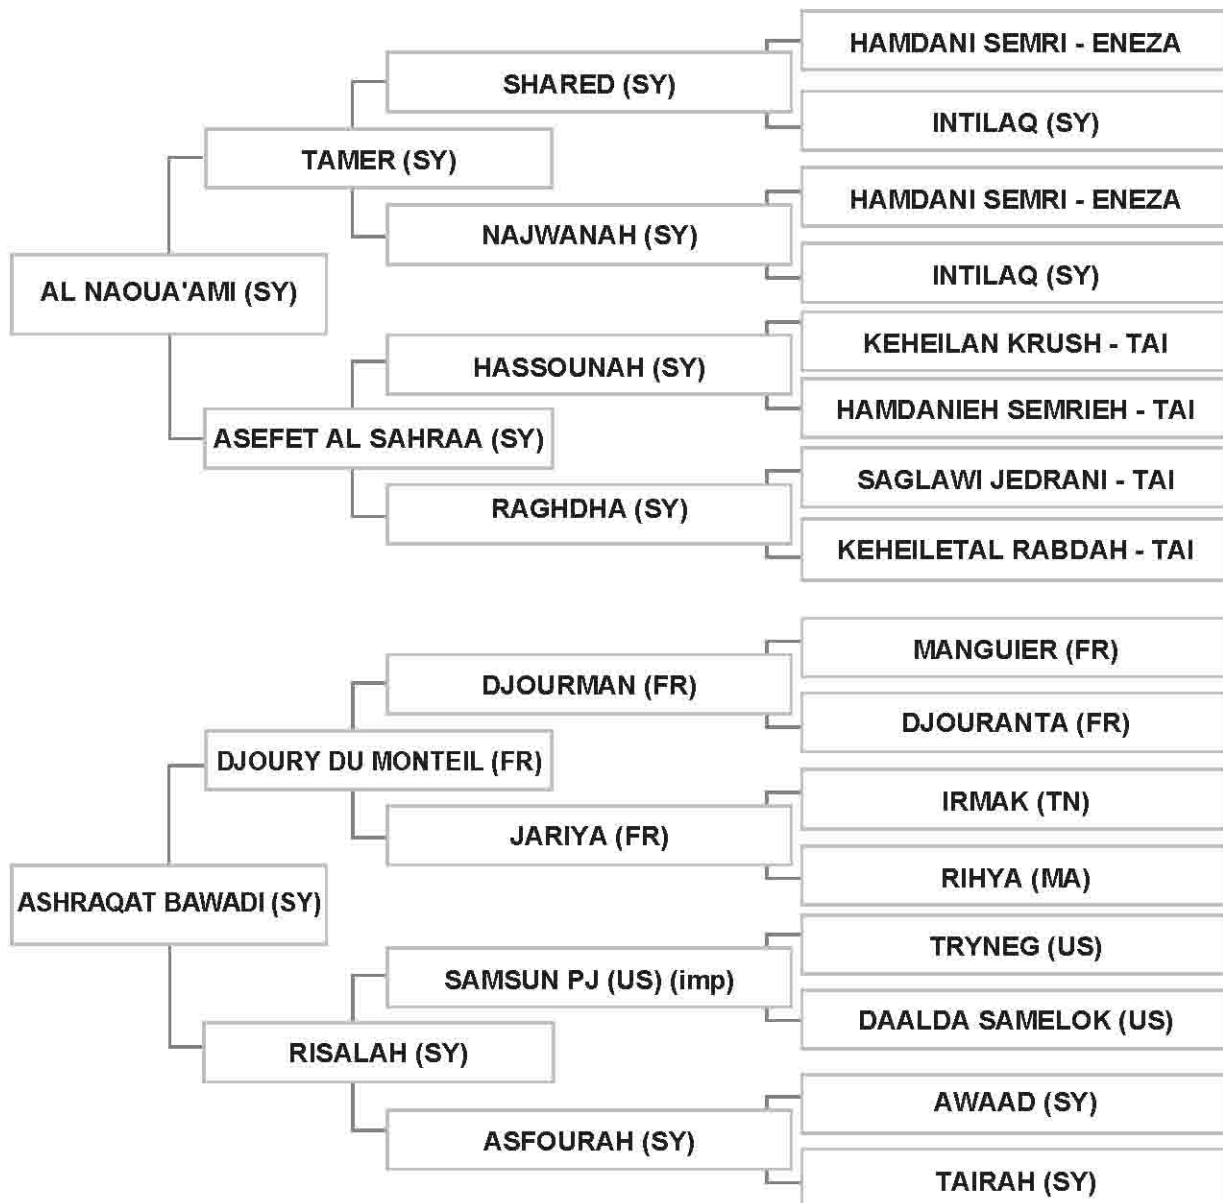 HAMDANI SEMRI - ENEZA
SHARED (SY)
INTILAQ (SY)
TAMER (SY)
HAMDANI SEMRI - ENEZA
NAJWANAH (SY)
INTILAQ (SY)
AL NAOUA'AMI (SY)
KEHEILAN KRUSH - TAI
HASSOUNAH (SY)
HAMDANIEH SEMRIEH - TAI
ASEFET AL SAHRAA (SY)
SAGLAWI JEDRANI - TAI
RAGHDHA (SY)
KEHEILETAL RABDAH - TAI
MANGUIER (FR)
DJOURMAN (FR)
DJOURANTA (FR)
DJOURY DU MONTEIL (FR)
IRMAK (TN)
JARIYA (FR)
RIHYA (MA)
ASHRAQAT BAWADI (SY)
TRYNEG (US)
SAMSUN PJ (US) (imp)
DAALDA SAMELOK (US)
RISALAH (SY)
AWAAD (SY)
ASFOURAH (SY)
TAIRAH (SY)